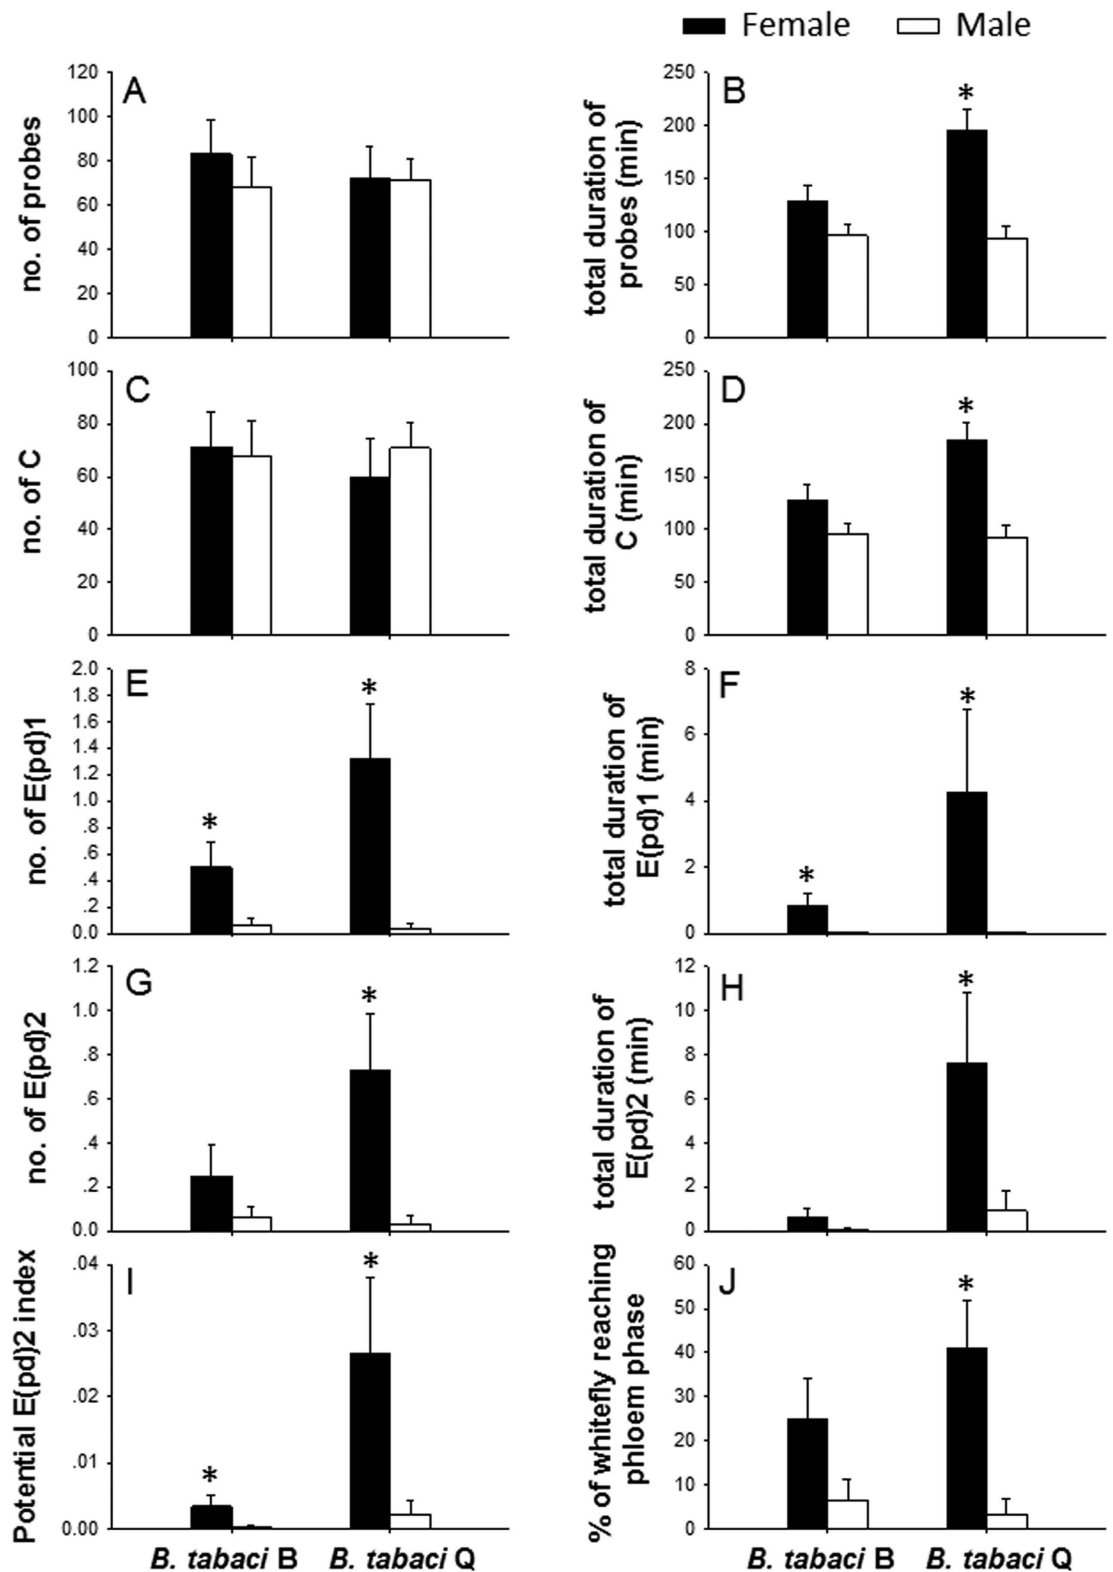 Female Male
A
no. of probes
120
100
80
60
40
20
0
B
total duration of
probes (min)
250
200
150
100
50
0
*
C
no. of C
100
80
60
40
20
0
D
total duration of
C (min)
250
200
150
100
50
0
*
E
no. of E(pd)1
2.0
1.8
1.6
1.4
1.2
1.0
.8
.6
.4
.2
0.0
*
*
F
total duration of
E(pd)1 (min)
8
6
4
2
0
*
*
G
no. of E(pd)2
1.2
1.0
.8
.6
.4
.2
0.0
*
H
total duration of
E(pd)2 (min)
12
10
8
6
4
2
0
*
I
Potential E(pd)2 index
.04
.03
.02
.01
0.00
*
*
B. tabaci B B. tabaci Q
J
% of whitefly reaching
phloem phase
60
50
40
30
20
10
0
*
B. tabaci B B. tabaci Q